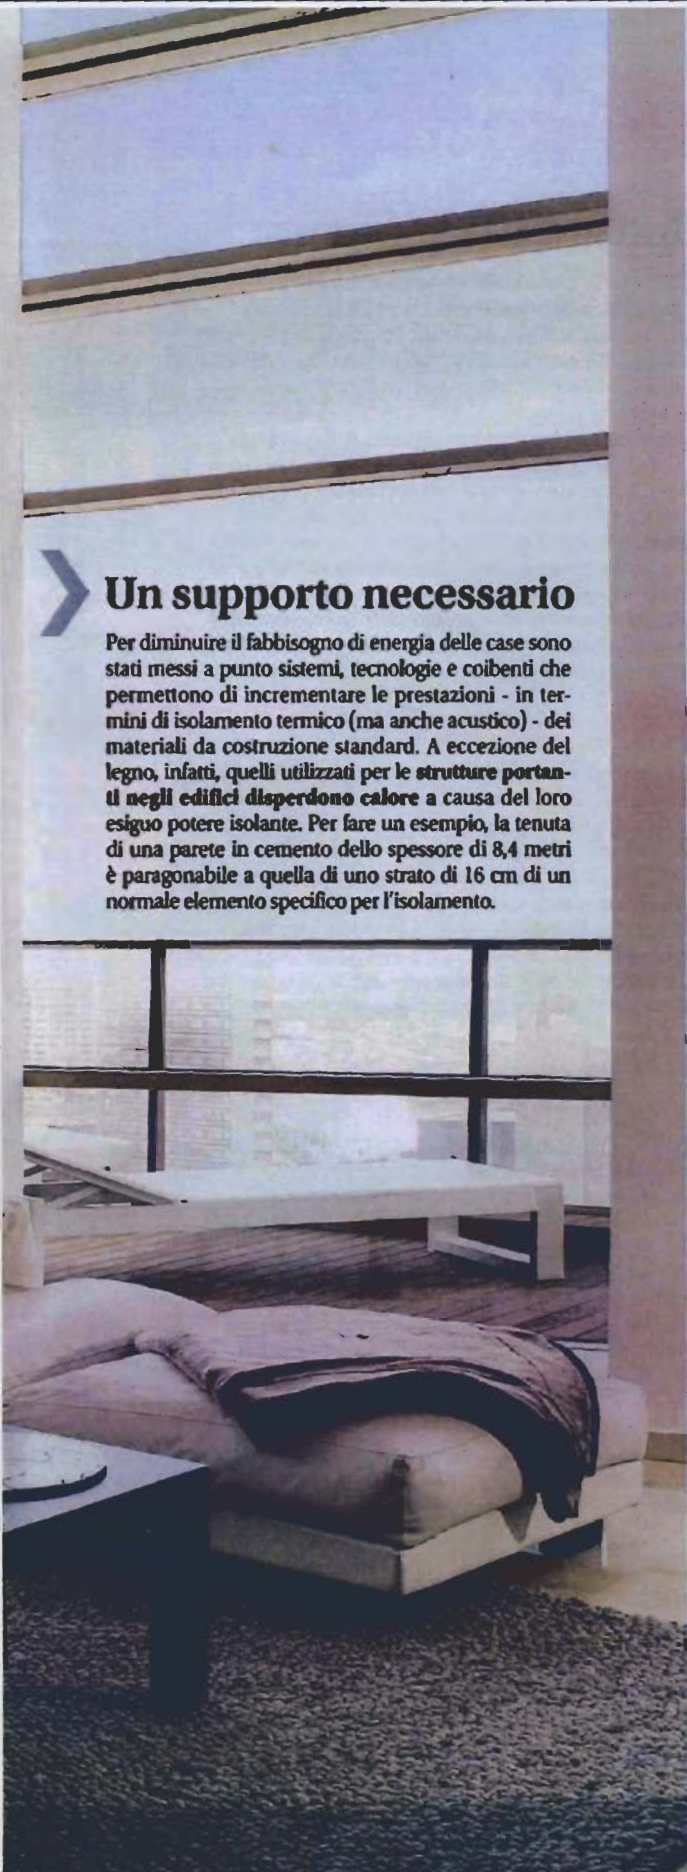 Un supporto necessario
Per diminuire il fabbisogno di energia delle case sono
stati messi a punto sistemi, tecnologie e coibenti che
permettono di incrementare le prestazioni - in ter-
mini di isolamento termico (ma anche acustico) - dei
materiali da costruzione standard. A eccezione del
legno, infatti, quelli utilizzati per le strutture portan-
ti negli edifici disperdono calore a causa del loro
esiguo potere isolante. Per fare un esempio, la tenuta
di una parete in cemento dello spessore di 8,4 metri
è paragonabile a quella di uno strato di 16 cm di un
normale elemento specifico per l'isolamento.